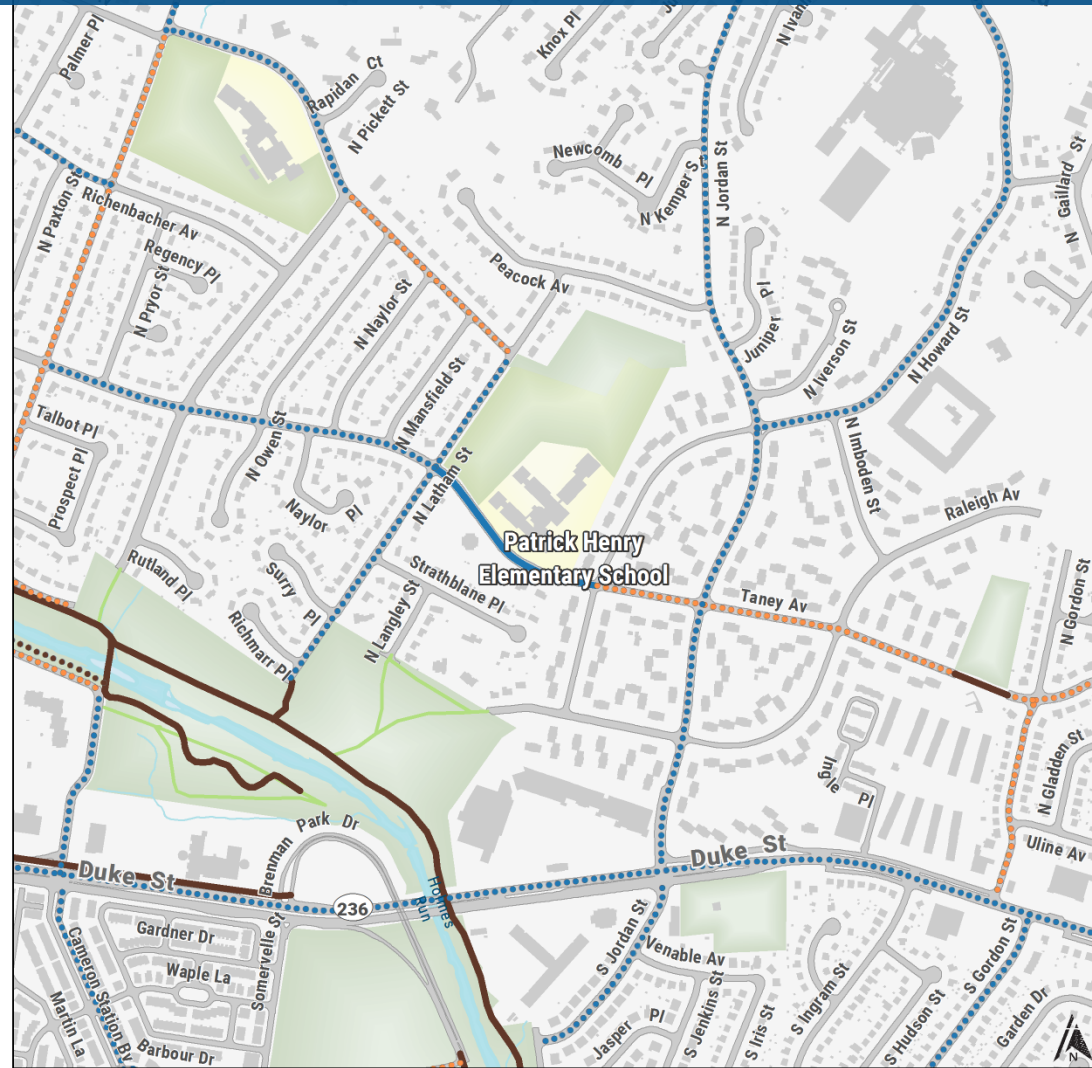 Palmer Pl
Knox Pl
N Ivan
Rapidan Ct
N Pickett St
Newcomb Pl
N Kemper St
N Jordan St
N Gaillard St
N Paxton St
Richenbacher Av
Regency Pl
N Pryor St
N Naylor St
Peacock Av
Juniper Pl
N Iverson St
N Howard St
N Mansfield St
Talbot Pl
Prospect Pl
N Owen St
Naylor Pl
N Latham St
N Imboden St
Raleigh Av
Patrick Henry
Elementary School
Rutland Pl
Surry Pl
Richmarr Pl
N Langley St
Strathblane Pl
Taney Av
N Gordon St
Ingle Pl
N Gladden St
Uline Av
Park Dr
Brenman
Duke St
Duke St
236
Holmes
Run
Gardner Dr
Waple La
Somervelle St
Cameron Station Bv
Martin La
Barbour Dr
S Jordan St
Venable Av
Jasper Pl
S Jenkins St
S Iris St
S Ingram St
S Hudson St
S Gordon St
Garden Dr
N